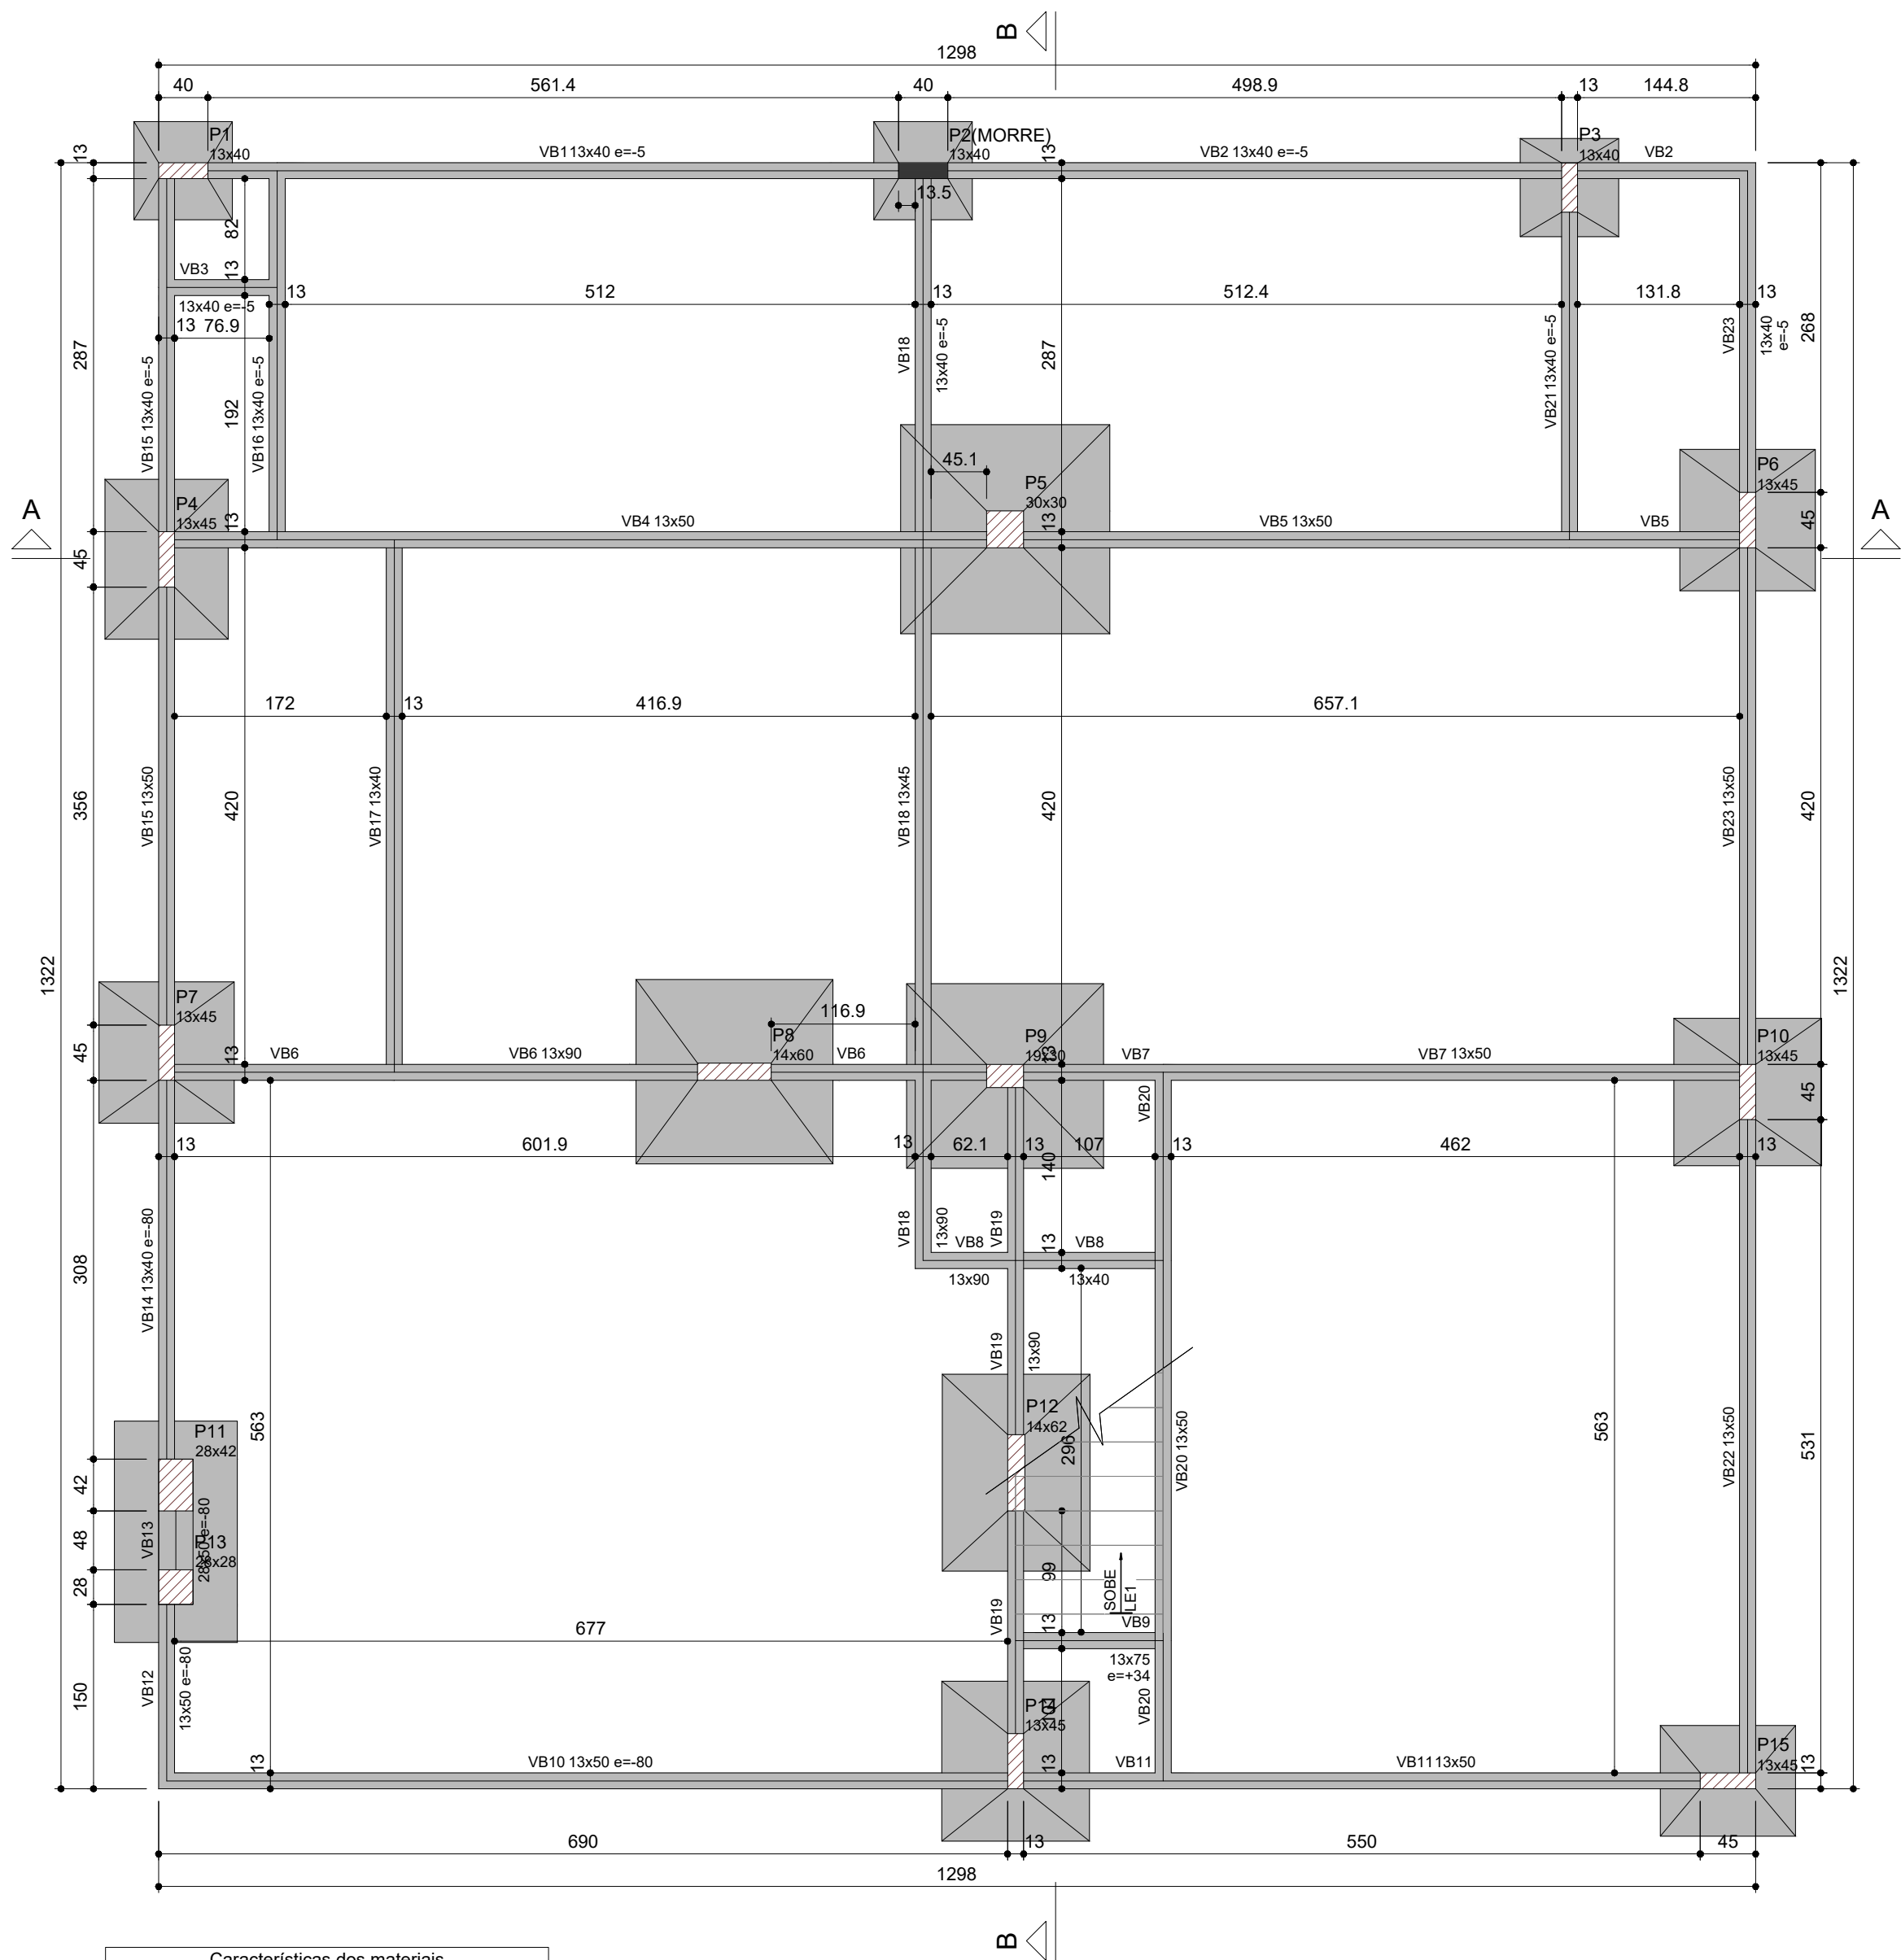 B
1298
40 561.4 40 498.9 13 144.8
P1
13x40
P2(MORRE)
13x40
P3
13x40
13
VB1 13x40 e=-5
13
VB2 13x40 e=-5
VB2
13.5
82
VB3
13
13x40 e=-5
13 76.9
13
512
13
512.4
131.8
13
287
VB15 13x40 e=-5
192
VB16 13x40 e=-5
VB18
13x40 e=-5
287
VB21 13x40 e=-5
VB23
13x40
e=-5
268
45.1
P4
13x45
P5
30x30
P6
13x45
A
A
13
VB4 13x50
13
VB5 13x50
VB5
45
45
172
13
416.9
657.1
356
VB15 13x50
420
VB17 13x40
VB18 13x45
420
VB23 13x50
420
1322
1322
P7
13x45
116.9
P8
14x60
P9
19x30
P10
13x45
45
13
VB6
VB6 13x90
VB6
13
VB7
VB7 13x50
45
VB20
13
601.9
13
62.1
13
107
13
462
13
140
308
VB14 13x40 e=-80
VB18
13x90
VB19
VB8
13
VB8
13x90
13x40
VB19
13x90
P11
28x42
P12
14x62
563
296
VB20 13x50
563
VB22 13x50
531
42
48
VB13
28x50 e=-80
P13
28x28
28
99
SOBE
LE1
677
VB19
13
VB9
13x75
e=+34
150
VB12
13x50 e=-80
P14
13x45
VB20
13
VB10 13x50 e=-80
13
VB11
VB11 13x50
P15
13x45
13
690
13
550
45
1298
B
Características dos materiais